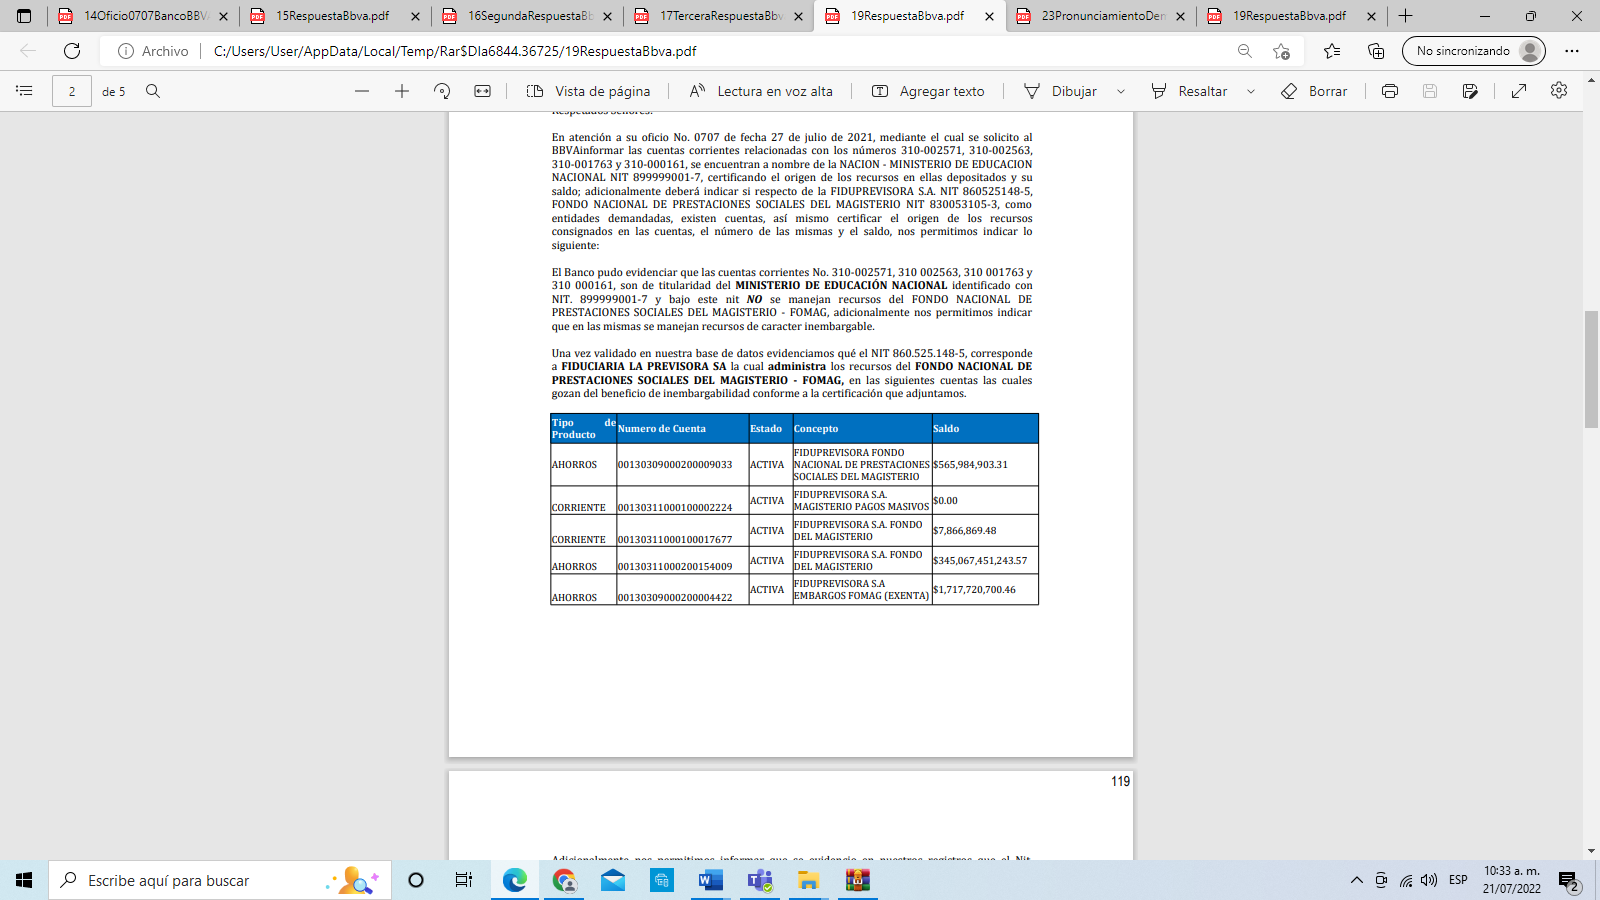 14Oficio0707BancoBBV
15RespuestaBbva.pdf
16SegundaRespuestaBb
17TerceraRespuestaBbv
19RespuestaBbva.pdf
23PronunciamientoDem
19RespuestaBbva.pdf
Archivo
C:/Users/User/AppData/Local/Temp/Rar$DIa6844.36725/19RespuestaBbva.pdf
No sincronizando
2 de 5
Vista de página
Lectura en voz alta
Agregar texto
Dibujar
Resaltar
Borrar
Respetados Señores:
En atención a su oficio No. 0707 de fecha 27 de julio de 2021, mediante el cual se solicito al
BBVAinformar las cuentas corrientes relacionadas con los números 310-002571, 310-002563,
310-001763 y 310-000161, se encuentran a nombre de la NACION - MINISTERIO DE EDUCACION
NACIONAL NIT 899999001-7, certificando el origen de los recursos en ellas depositados y su
saldo; adicionalmente deberá indicar si respecto de la FIDUPREVISORA S.A. NIT 860525148-5,
FONDO NACIONAL DE PRESTACIONES SOCIALES DEL MAGISTERIO NIT 830053105-3, como
entidades demandadas, existen cuentas, así mismo certificar el origen de los recursos
consignados en las cuentas, el número de las mismas y el saldo, nos permitimos indicar lo
siguiente:
El Banco pudo evidenciar que las cuentas corrientes No. 310-002571, 310 002563, 310 001763 y
310 000161, son de titularidad del MINISTERIO DE EDUCACIÓN NACIONAL identificado con
NIT. 899999001-7 y bajo este nit NO se manejan recursos del FONDO NACIONAL DE
PRESTACIONES SOCIALES DEL MAGISTERIO - FOMAG, adicionalmente nos permitimos indicar
que en las mismas se manejan recursos de caracter inembargable.
Una vez validado en nuestra base de datos evidenciamos qué el NIT 860.525.148-5, corresponde
a FIDUCIARIA LA PREVISORA SA la cual administra los recursos del FONDO NACIONAL DE
PRESTACIONES SOCIALES DEL MAGISTERIO - FOMAG, en las siguientes cuentas las cuales
gozan del beneficio de inembargabilidad conforme a la certificación que adjuntamos.
Tipo de Producto Numero de Cuenta Estado Concepto Saldo
AHORROS 00130309000200009033 ACTIVA FIDUPREVISORA FONDO NACIONAL DE PRESTACIONES SOCIALES DEL MAGISTERIO $565,984,903.31
CORRIENTE 00130311000100002224 ACTIVA FIDUPREVISORA S.A. MAGISTERIO PAGOS MASIVOS $0.00
CORRIENTE 00130311000100017677 ACTIVA FIDUPREVISORA S.A. FONDO DEL MAGISTERIO $7,866,869.48
AHORROS 00130311000200154009 ACTIVA FIDUPREVISORA S.A. FONDO DEL MAGISTERIO $345,067,451,243.57
AHORROS 00130309000200004422 ACTIVA FIDUPREVISORA S.A EMBARGOS FOMAG (EXENTA) $1,717,720,700.46
119
Adicionalmente nos permitimos informar que se evidencia en nuestros registros que el Nit.
Escribe aquí para buscar
ESP
10:33 a. m.
21/07/2022
2